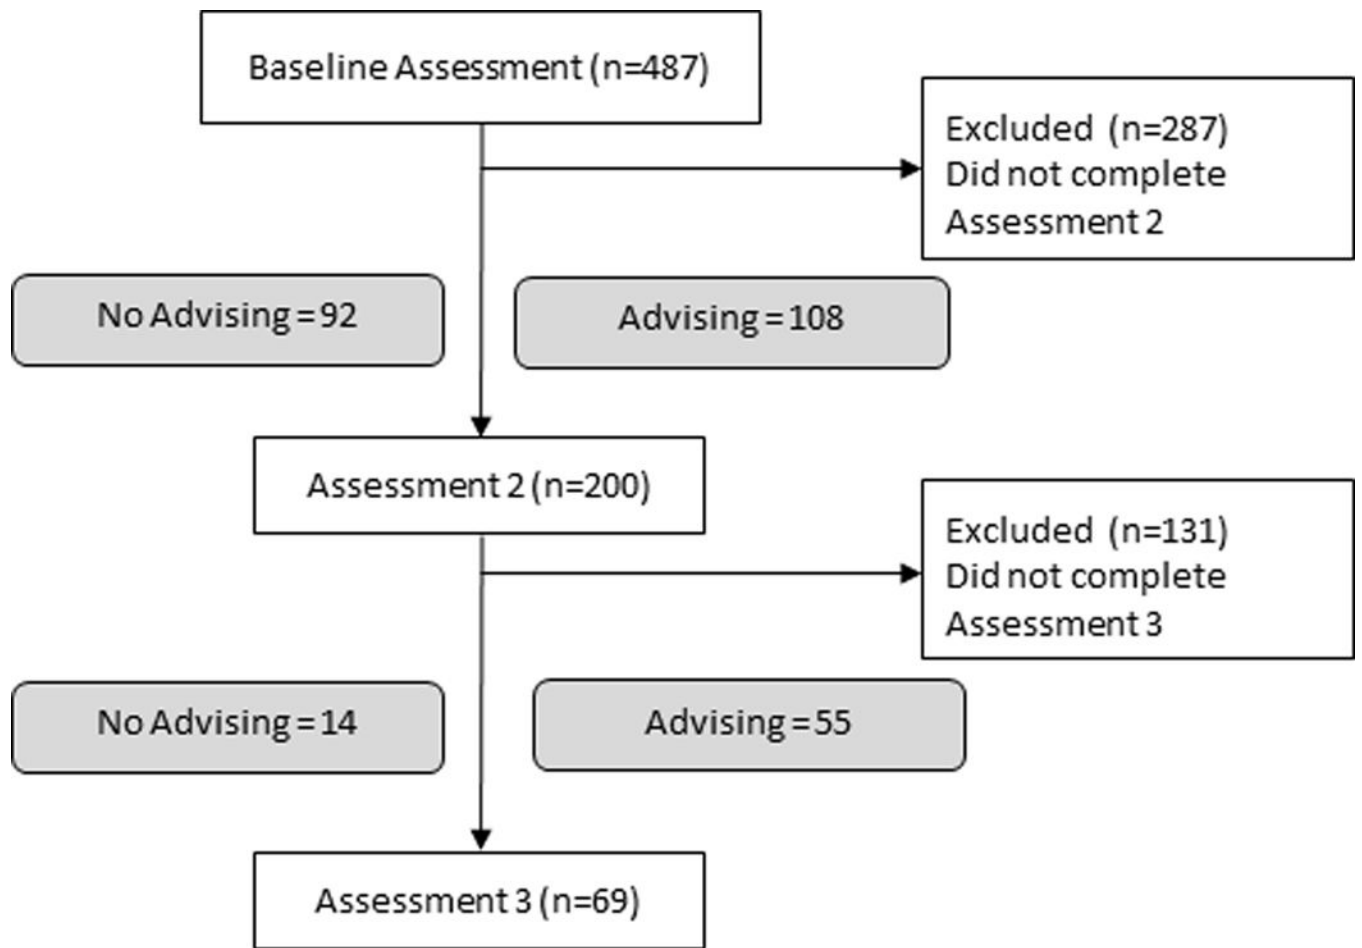 Baseline Assessment (n=487)
Excluded (n=287)
Did not complete
Assessment 2
No Advising = 92
Advising = 108
Assessment 2 (n=200)
Excluded (n=131)
Did not complete
Assessment 3
No Advising = 14
Advising = 55
Assessment 3 (n=69)